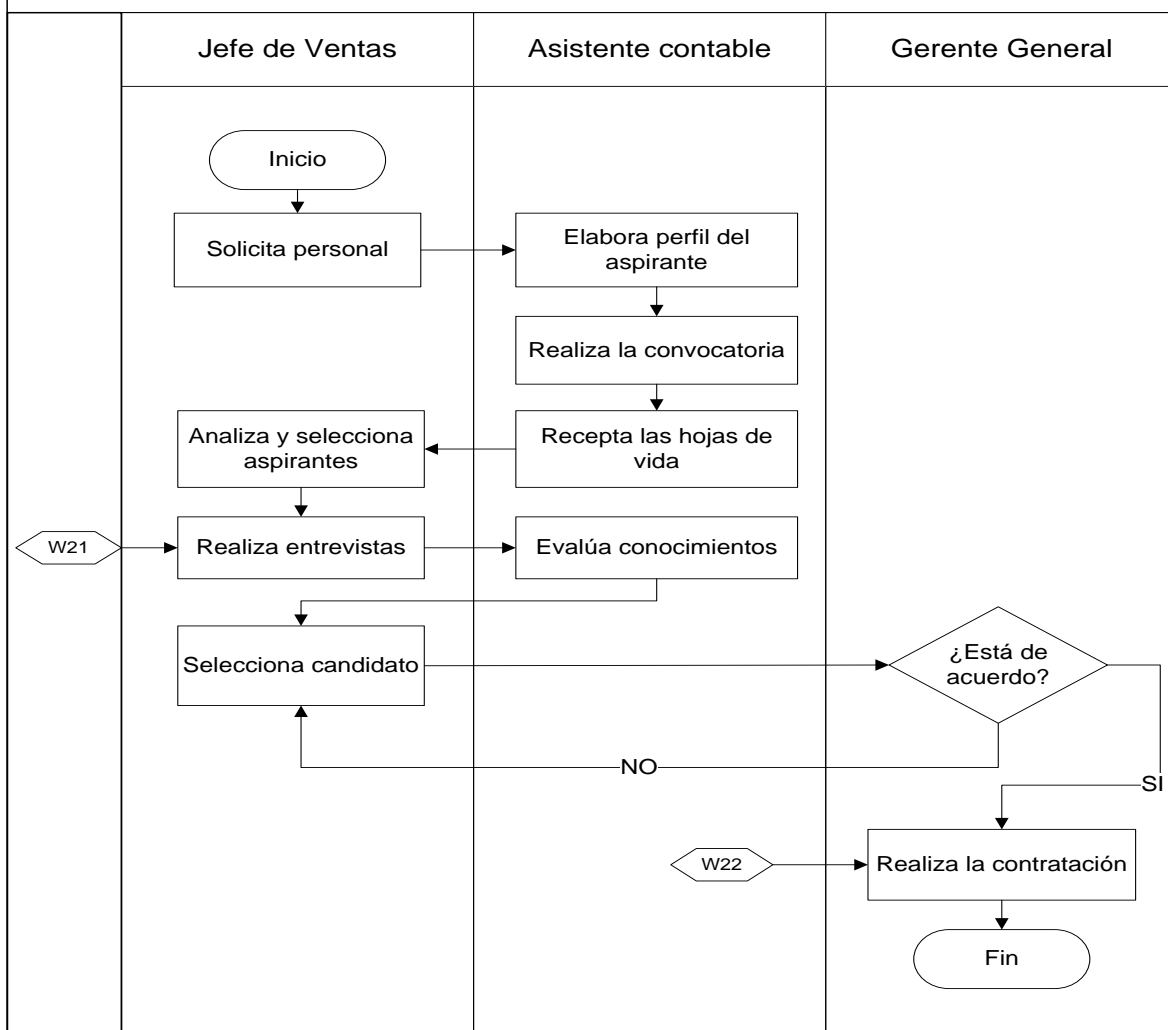 Jefe de Ventas
Asistente contable
Gerente General
Inicio
Solicita personal
Elabora perfil del
aspirante
Realiza la convocatoria
Analiza y selecciona
aspirantes
Recepta las hojas de
vida
W21
Realiza entrevistas
Evalúa conocimientos
Selecciona candidato
¿Está de
acuerdo?
NO
SI
W22
Realiza la contratación
Fin